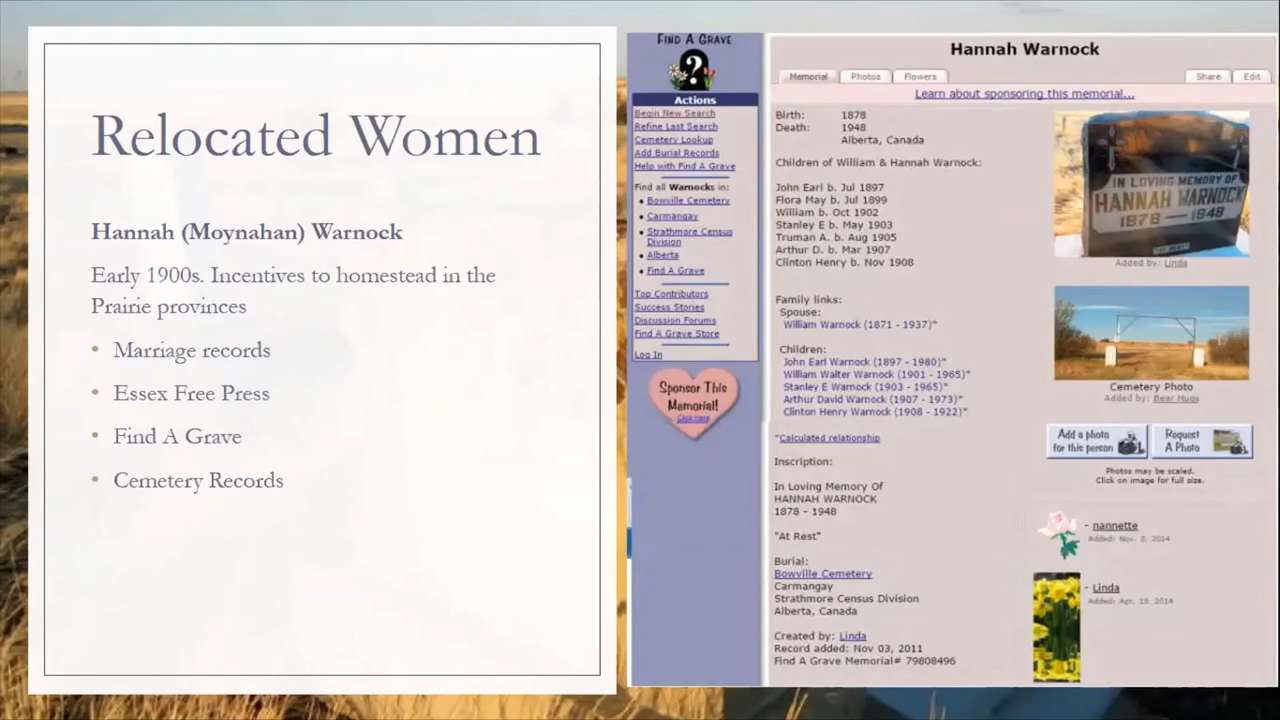 Relocated Women
Hannah (Moynahan) Warnock
Early 1900s. Incentives to homestead in the
Prairie provinces
• Marriage records
• Essex Free Press
• Find A Grave
• Cemetery Records
FIND A GRAVE
?
Actions
Begin New Search
Refine Last Search
Cemetery Lookup
Add Burial Records
Help with Find A Grave
Find all Warnocks in:
• Bowville Cemetery
• Carmangay
• Strathmore Census
Division
• Alberta
• Find A Grave
Top Contributors
Success Stories
Discussion Forums
Find A Grave Store
Log In
Sponsor This
Memorial!
Click Here
Hannah Warnock
Memorial Photos Flowers Share Edit
Learn about sponsoring this memorial...
Birth: 1878
Death: 1948
Alberta, Canada
Children of William & Hannah Warnock:
John Earl b. Jul 1897
Flora May b. Jul 1899
William b. Oct 1902
Stanley E b. May 1903
Truman A. b. Aug 1905
Arthur D. b. Mar 1907
Clinton Henry b. Nov 1908
Family links:
Spouse:
William Warnock (1871 - 1937)*
Children:
John Earl Warnock (1897 - 1980)*
William Walter Warnock (1901 - 1965)*
Stanley E Warnock (1903 - 1965)*
Arthur David Warnock (1907 - 1973)*
Clinton Henry Warnock (1908 - 1922)*
*Calculated relationship
Inscription:
In Loving Memory Of
HANNAH WARNOCK
1878 - 1948
"At Rest"
Burial:
Bowville Cemetery
Carmangay
Strathmore Census Division
Alberta, Canada
Created by: Linda
Record added: Nov 03, 2011
Find A Grave Memorial# 79808496
IN LOVING MEMORY OF
HANNAH WARNOCK
1878 — 1948
Added by: Linda
Cemetery Photo
Added by: Bear Hugs
Add a photo
for this person
Request
A Photo
Photos may be scaled.
Click on image for full size.
- nannette
Added: Nov. 8, 2014
- Linda
Added: Apr. 19, 2014